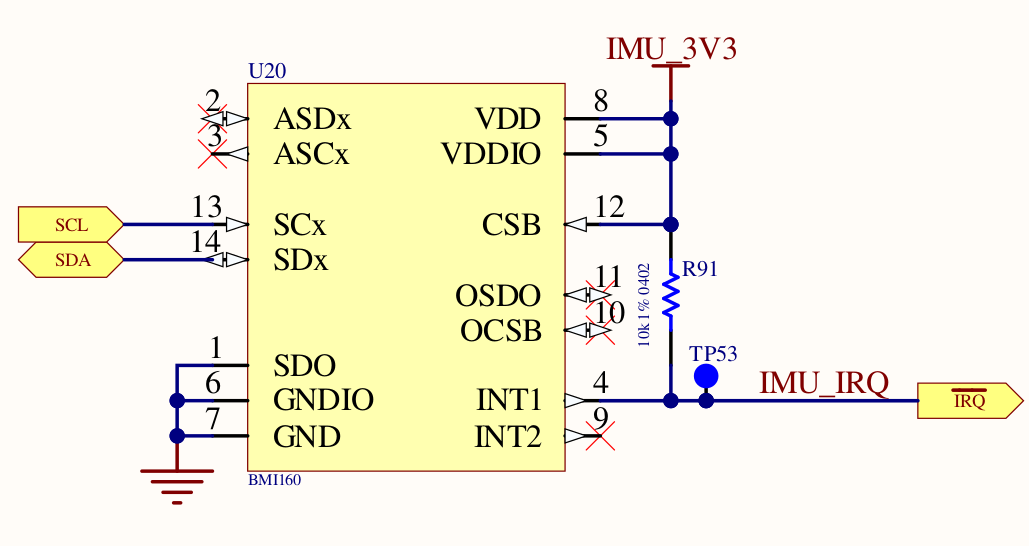 IMU_3V3
U20
2
ASDx
VDD
8
3
ASCx
VDDIO
5
SCL
13
SCx
CSB
12
SDA
14
SDx
R91
10k 1% 0402
OSDO
11
OCSB
10
1
SDO
TP53
6
GNDIO
INT1
4
IMU_IRQ
IRQ
7
GND
INT2
9
BMI160